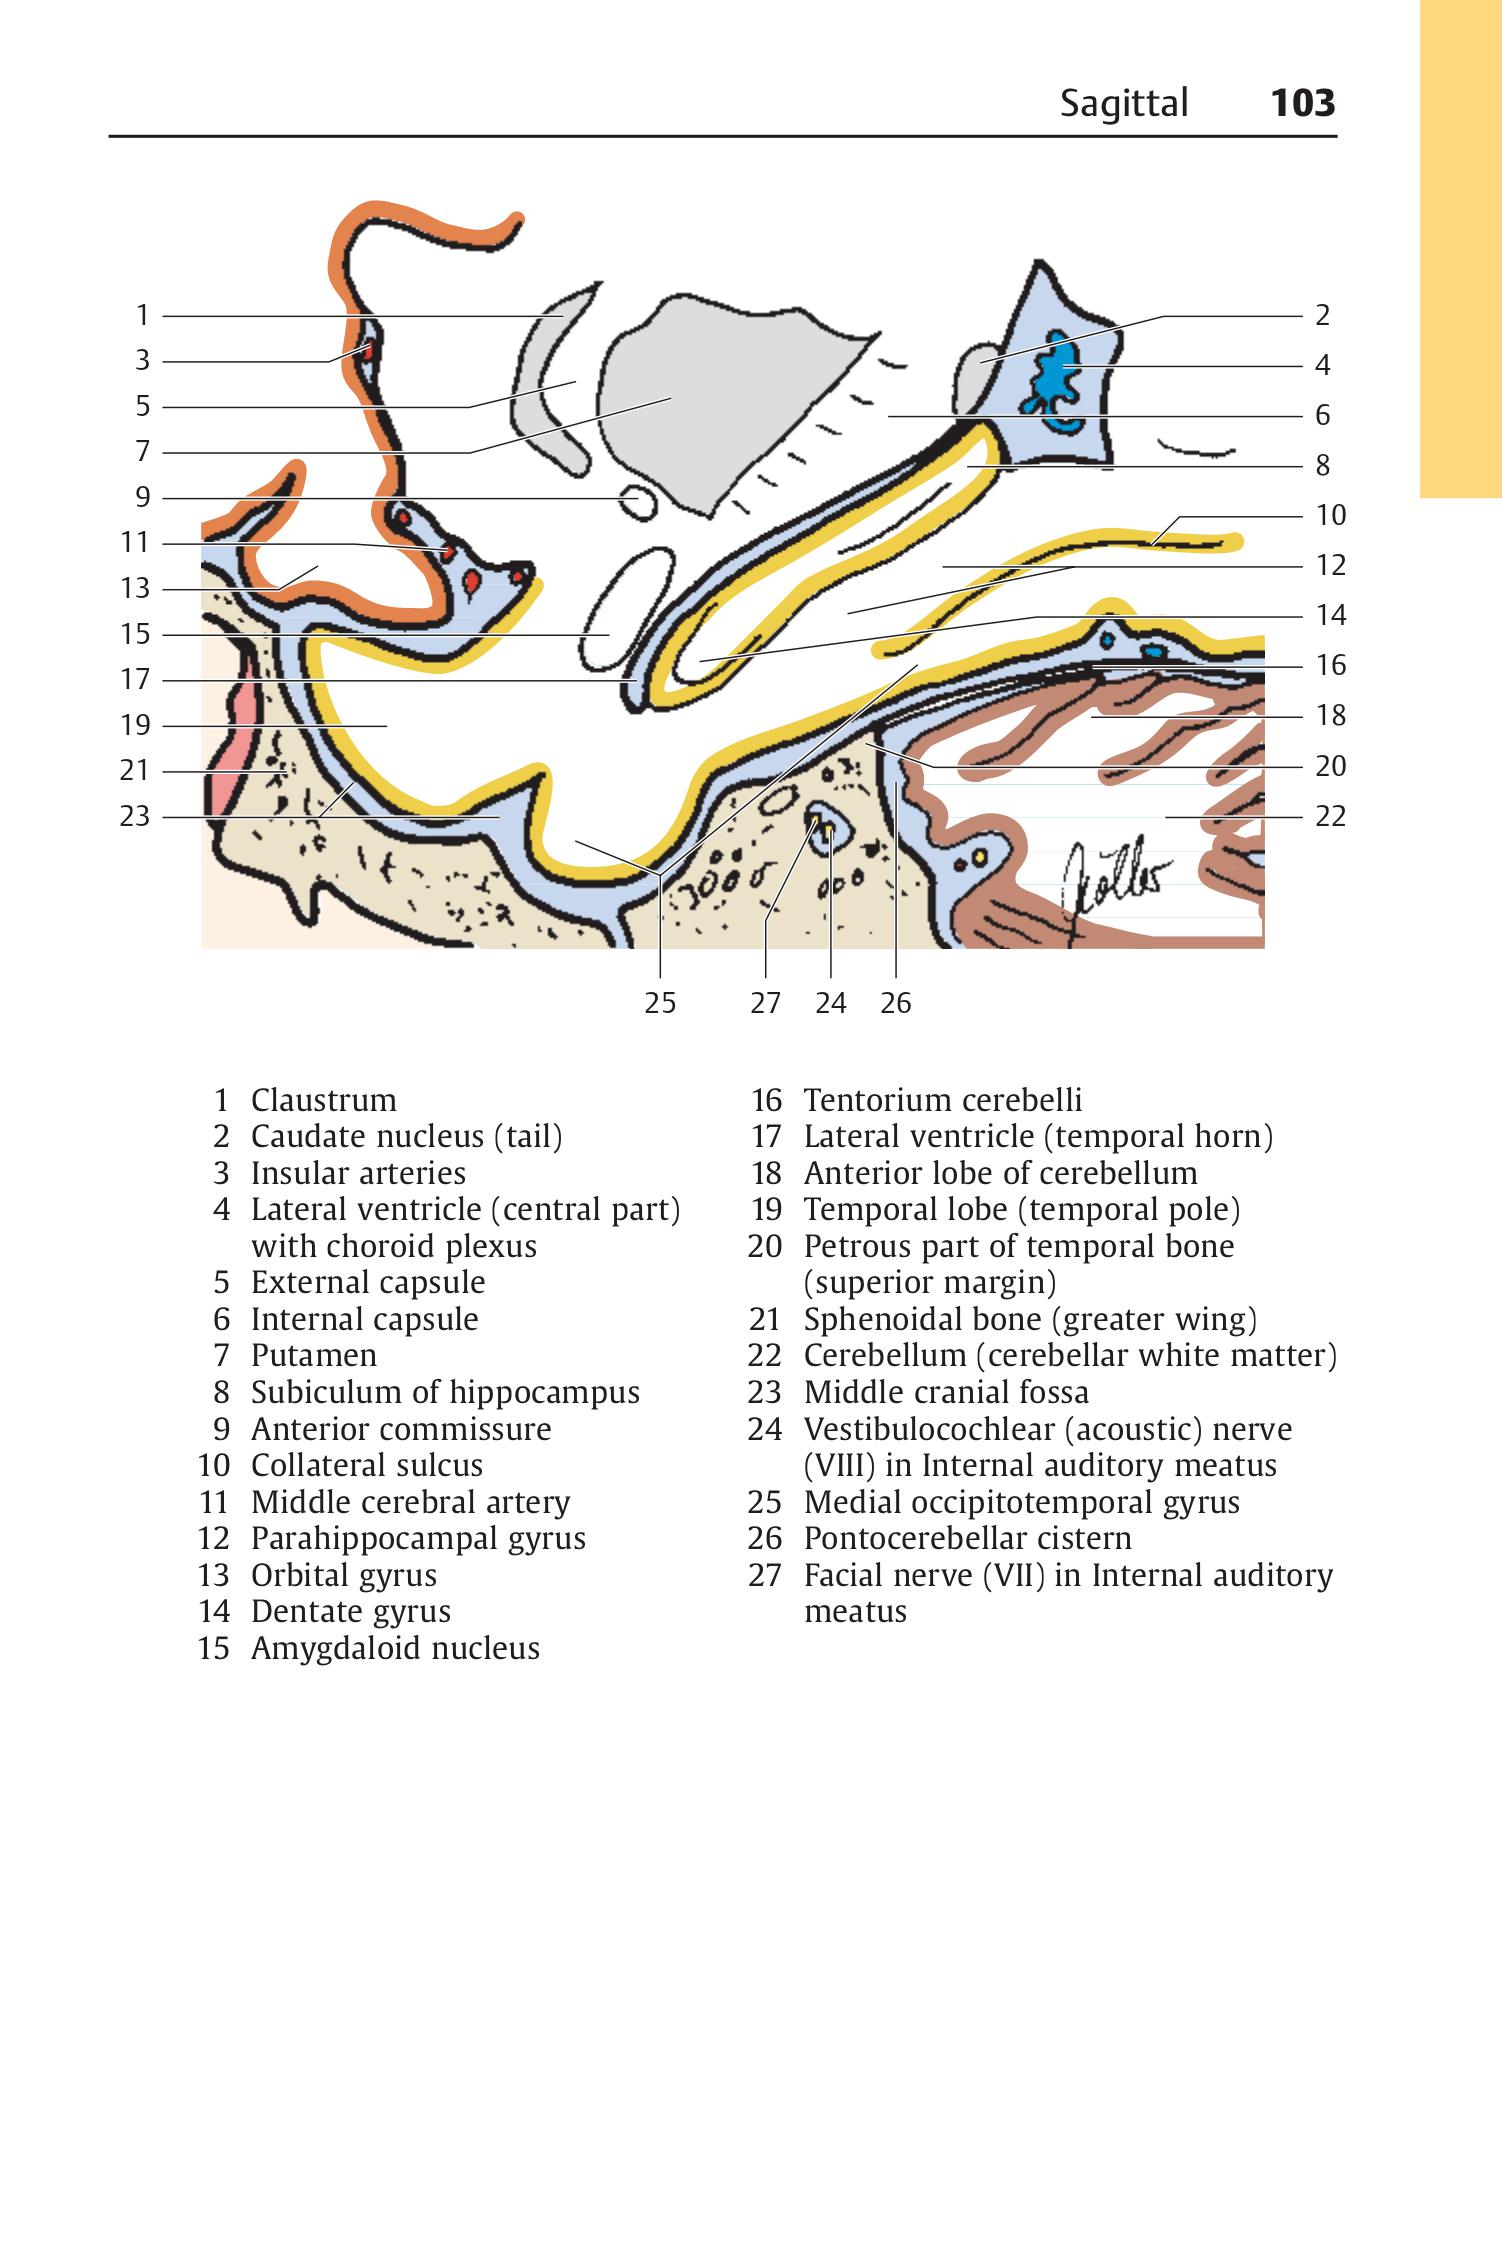 Sagittal 103
1
3
5
7
9
11
13
15
17
19
21
23
2
4
6
8
10
12
14
16
18
20
22
25 27 24 26
1 Claustrum
2 Caudate nucleus (tail)
3 Insular arteries
4 Lateral ventricle (central part)
with choroid plexus
5 External capsule
6 Internal capsule
7 Putamen
8 Subiculum of hippocampus
9 Anterior commissure
10 Collateral sulcus
11 Middle cerebral artery
12 Parahippocampal gyrus
13 Orbital gyrus
14 Dentate gyrus
15 Amygdaloid nucleus
16 Tentorium cerebelli
17 Lateral ventricle (temporal horn)
18 Anterior lobe of cerebellum
19 Temporal lobe (temporal pole)
20 Petrous part of temporal bone
(superior margin)
21 Sphenoidal bone (greater wing)
22 Cerebellum (cerebellar white matter)
23 Middle cranial fossa
24 Vestibulocochlear (acoustic) nerve
(VIII) in Internal auditory meatus
25 Medial occipitotemporal gyrus
26 Pontocerebellar cistern
27 Facial nerve (VII) in Internal auditory
meatus